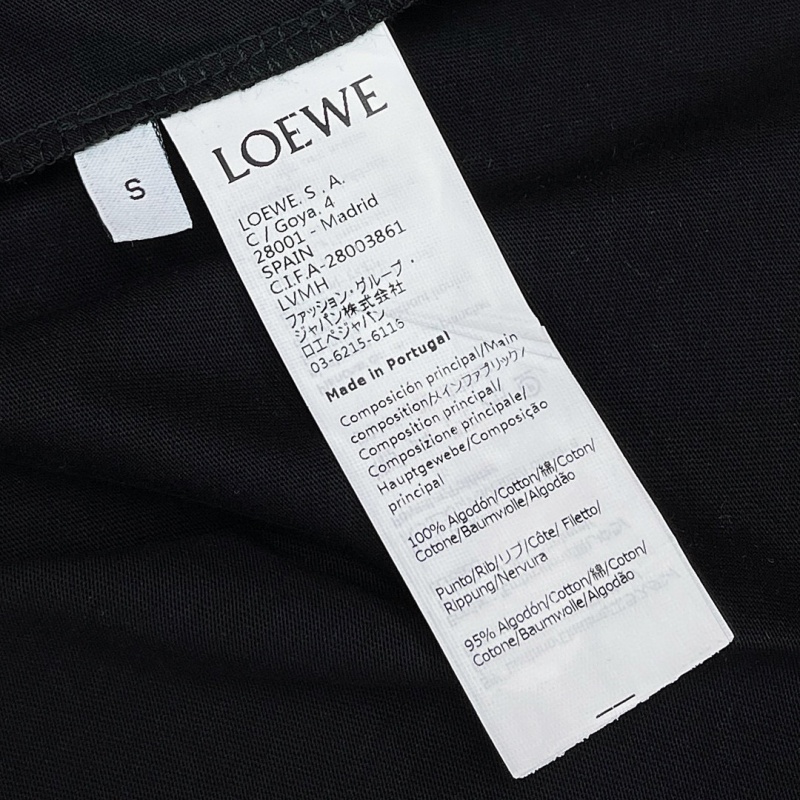 S
LOEWE
LOEWE. S. A.
C / Goya. 4
28001 - Madrid
SPAIN
C.I.F.A-28003861
LVMH
ファッション・グループ・
ジャパン株式会社
ロエベジャパン
03-6215-6115
Made in Portugal
Composición principal/Main
composition/メインファブリック/
Composition principal/
Composizione principale/
Hauptgewebe/Composição
principal
100% Algodón/Cotton/綿/Coton/
Cotone/Baumwolle/Algodão
Punto/Rib/リブ/Côte/ Filetto/
Rippung/Nervura
95% Algodón/Cotton/綿/Coton/
Cotone/Baumwolle/Algodão